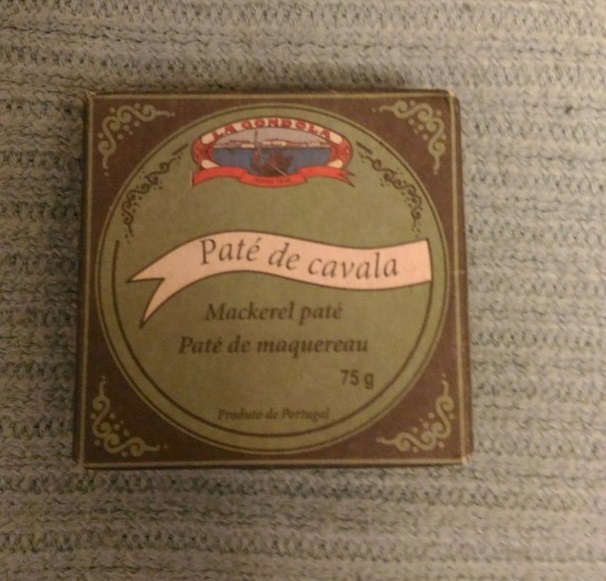 LA GONDOLA
Paté de cavala
Mackerel paté
Paté de maquereau
75 g
Produto de Portugal